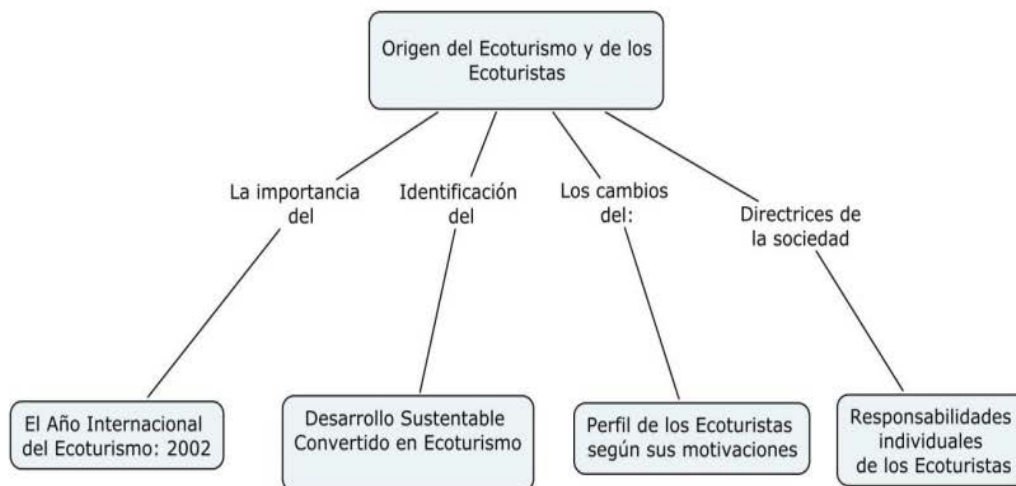 Origen del Ecoturismo y de los
Ecoturistas
La importancia
del
Identificación
del
Los cambios
del:
Directrices de
la sociedad
El Año Internacional
del Ecoturismo: 2002
Desarrollo Sustentable
Convertido en Ecoturismo
Perfil de los Ecoturistas
según sus motivaciones
Responsabilidades
individuales
de los Ecoturistas